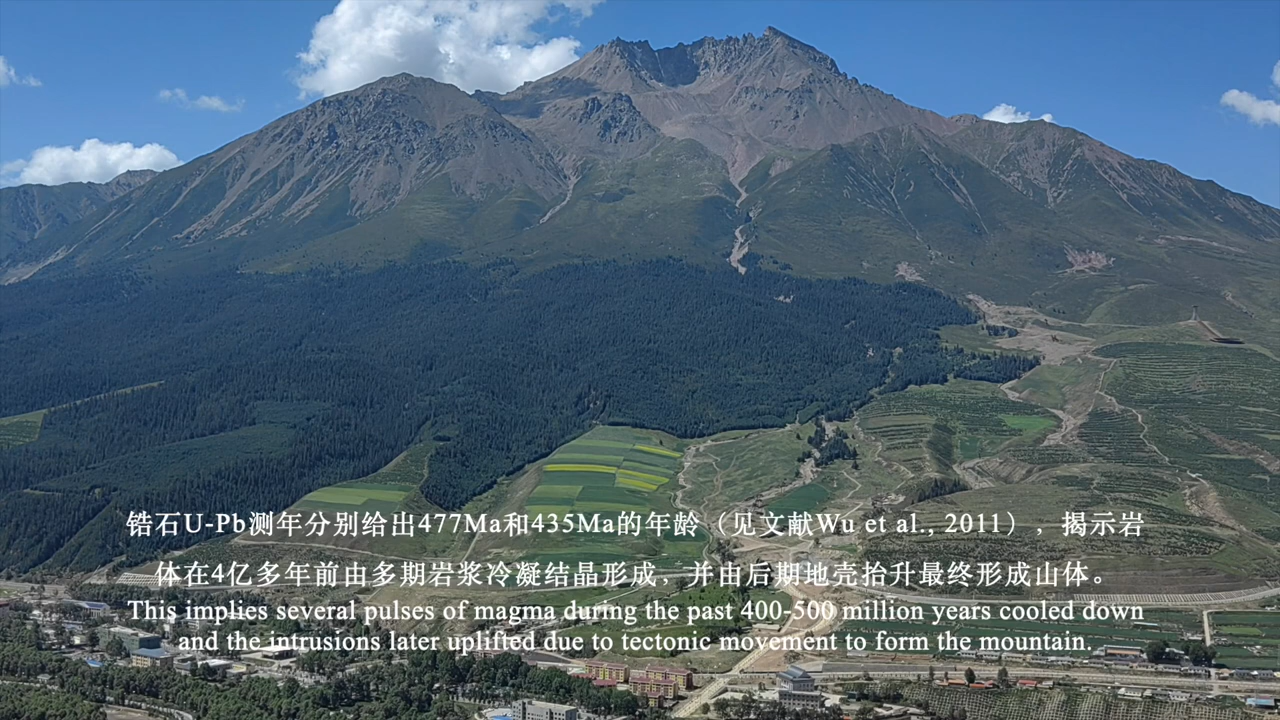 锆石U-Pb测年分别给出477Ma和435Ma的年龄（见文献Wu et al., 2011），揭示岩
体在4亿多年前由多期岩浆冷凝结晶形成，并由后期地壳抬升最终形成山体。
This implies several pulses of magma during the past 400-500 million years cooled down
and the intrusions later uplifted due to tectonic movement to form the mountain.